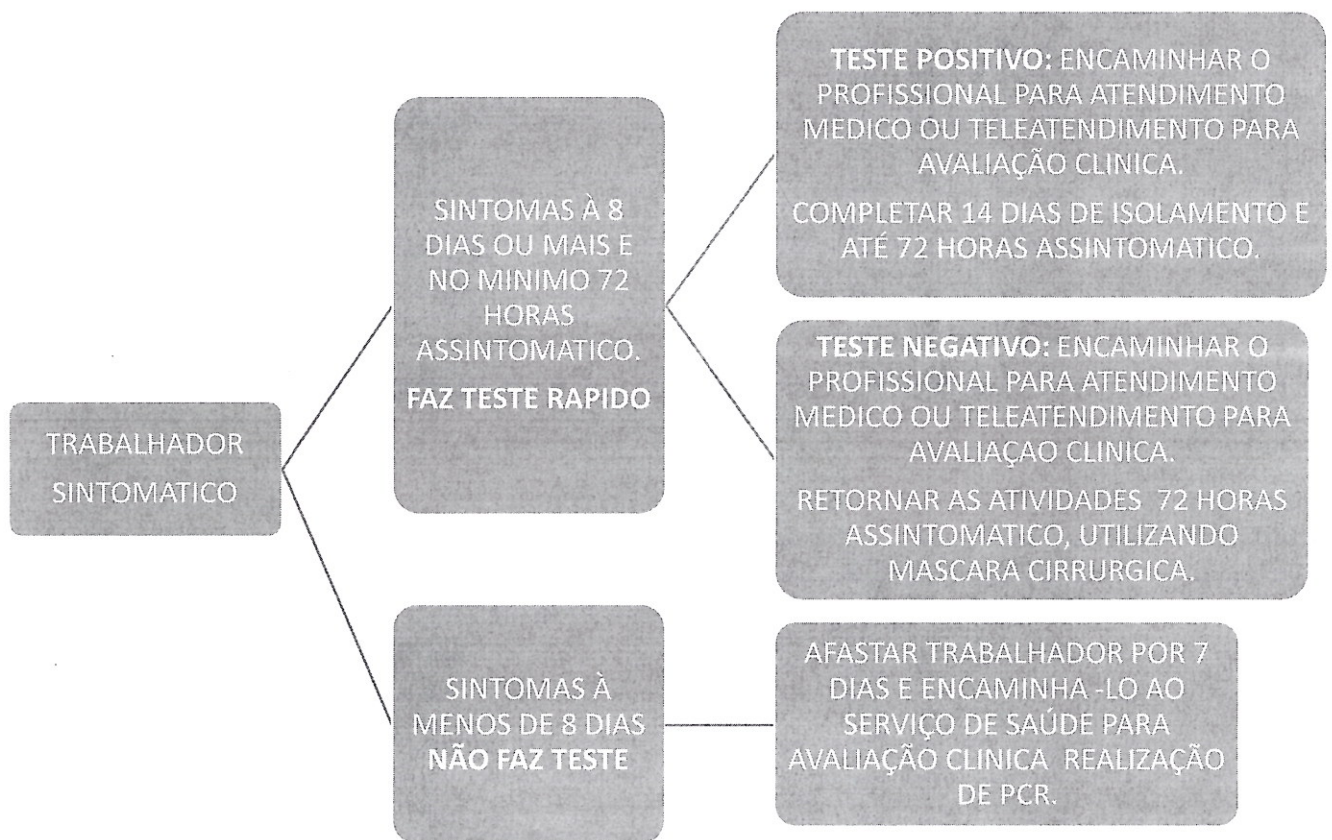 TRABALHADOR
SINTOMATICO
SINTOMAS À 8
DIAS OU MAIS E
NO MINIMO 72
HORAS
ASSINTOMATICO.
FAZ TESTE RAPIDO
TESTE POSITIVO: ENCAMINHAR O
PROFISSIONAL PARA ATENDIMENTO
MEDICO OU TELEATENDIMENTO PARA
AVALIAÇÃO CLINICA.
COMPLETAR 14 DIAS DE ISOLAMENTO E
ATÉ 72 HORAS ASSINTOMATICO.
TESTE NEGATIVO: ENCAMINHAR O
PROFISSIONAL PARA ATENDIMENTO
MEDICO OU TELEATENDIMENTO PARA
AVALIAÇAO CLINICA.
RETORNAR AS ATIVIDADES 72 HORAS
ASSINTOMATICO, UTILIZANDO
MASCARA CIRRURGICA.
SINTOMAS À
MENOS DE 8 DIAS
NÃO FAZ TESTE
AFASTAR TRABALHADOR POR 7
DIAS E ENCAMINHA -LO AO
SERVIÇO DE SAÚDE PARA
AVALIAÇÃO CLINICA REALIZAÇÃO
DE PCR.